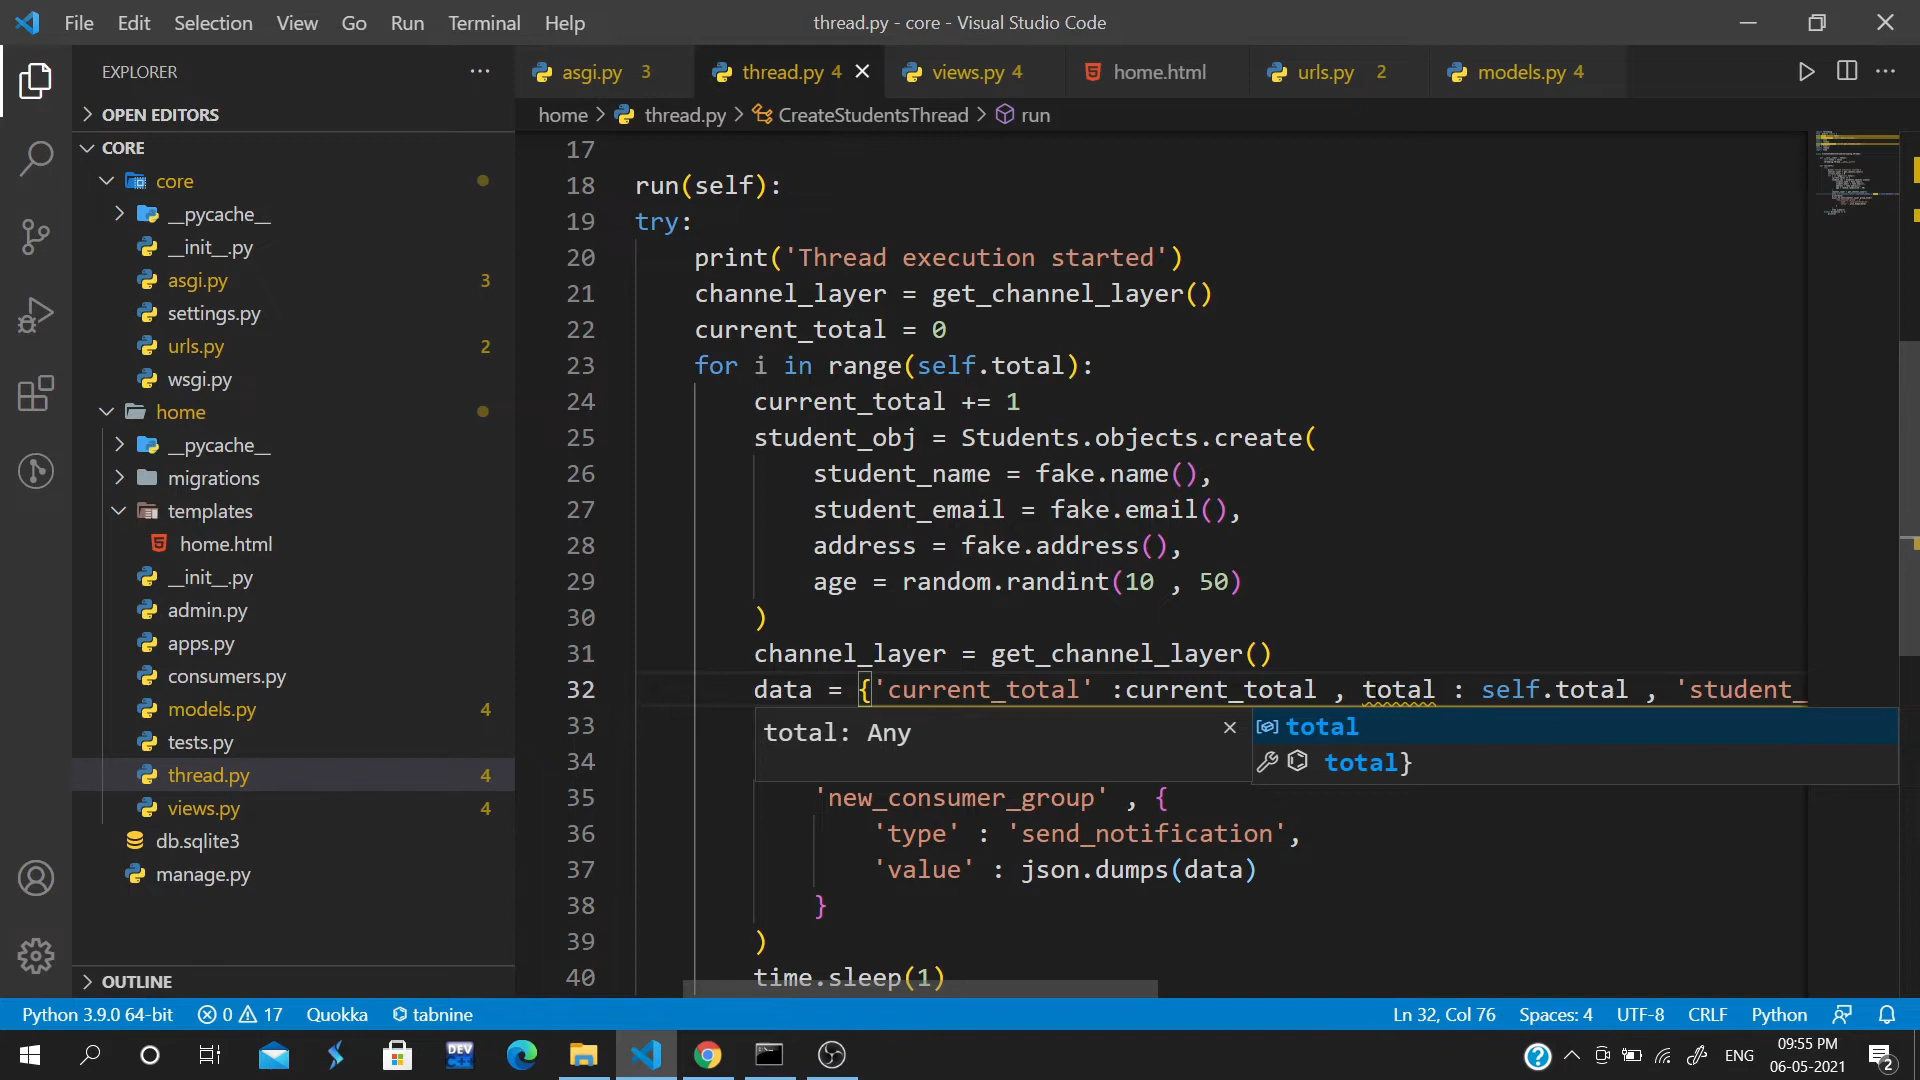 File Edit Selection View Go Run Terminal Help
thread.py - core - Visual Studio Code
EXPLORER
asgi.py 3
thread.py 4
views.py 4
home.html
urls.py 2
models.py 4
OPEN EDITORS
home > thread.py > CreateStudentsThread > run
CORE
core
__pycache__
__init__.py
asgi.py 3
settings.py
urls.py 2
wsgi.py
home
__pycache__
migrations
templates
home.html
__init__.py
admin.py
apps.py
consumers.py
models.py 4
tests.py
thread.py 4
views.py 4
db.sqlite3
manage.py
OUTLINE
17
18 run(self):
19 try:
20 print('Thread execution started')
21 channel_layer = get_channel_layer()
22 current_total = 0
23 for i in range(self.total):
24 current_total += 1
25 student_obj = Students.objects.create(
26 student_name = fake.name(),
27 student_email = fake.email(),
28 address = fake.address(),
29 age = random.randint(10 , 50)
30 )
31 channel_layer = get_channel_layer()
32 data = {'current_total' :current_total , total : self.total , 'student_
33 total: Any
total
34
total}
35 'new_consumer_group' , {
36 'type' : 'send_notification',
37 'value' : json.dumps(data)
38 }
39 )
40 time.sleep(1)
Python 3.9.0 64-bit 0 17 Quokka tabnine
Ln 32, Col 76 Spaces: 4 UTF-8 CRLF Python
DEV
ENG
09:55 PM
06-05-2021
2